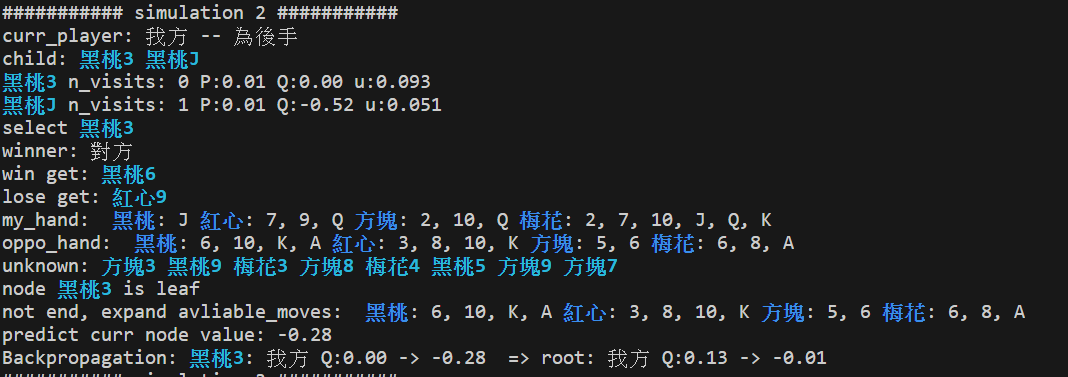 ########### simulation 2 ###########
curr_player: 我方 -- 為後手
child: 黑桃3 黑桃J
黑桃3 n_visits: 0 P:0.01 Q:0.00 u:0.093
黑桃J n_visits: 1 P:0.01 Q:-0.52 u:0.051
select 黑桃3
winner: 對方
win get: 黑桃6
lose get: 紅心9
my_hand:  黑桃: J 紅心: 7, 9, Q 方塊: 2, 10, Q 梅花: 2, 7, 10, J, Q, K
oppo_hand:  黑桃: 6, 10, K, A 紅心: 3, 8, 10, K 方塊: 5, 6 梅花: 6, 8, A
unknown: 方塊3 黑桃9 梅花3 方塊8 梅花4 黑桃5 方塊9 方塊7
node 黑桃3 is leaf
not end, expand avliable_moves:  黑桃: 6, 10, K, A 紅心: 3, 8, 10, K 方塊: 5, 6 梅花: 6, 8, A
predict curr node value: -0.28
Backpropagation: 黑桃3: 我方 Q:0.00 -> -0.28  => root: 我方 Q:0.13 -> -0.01